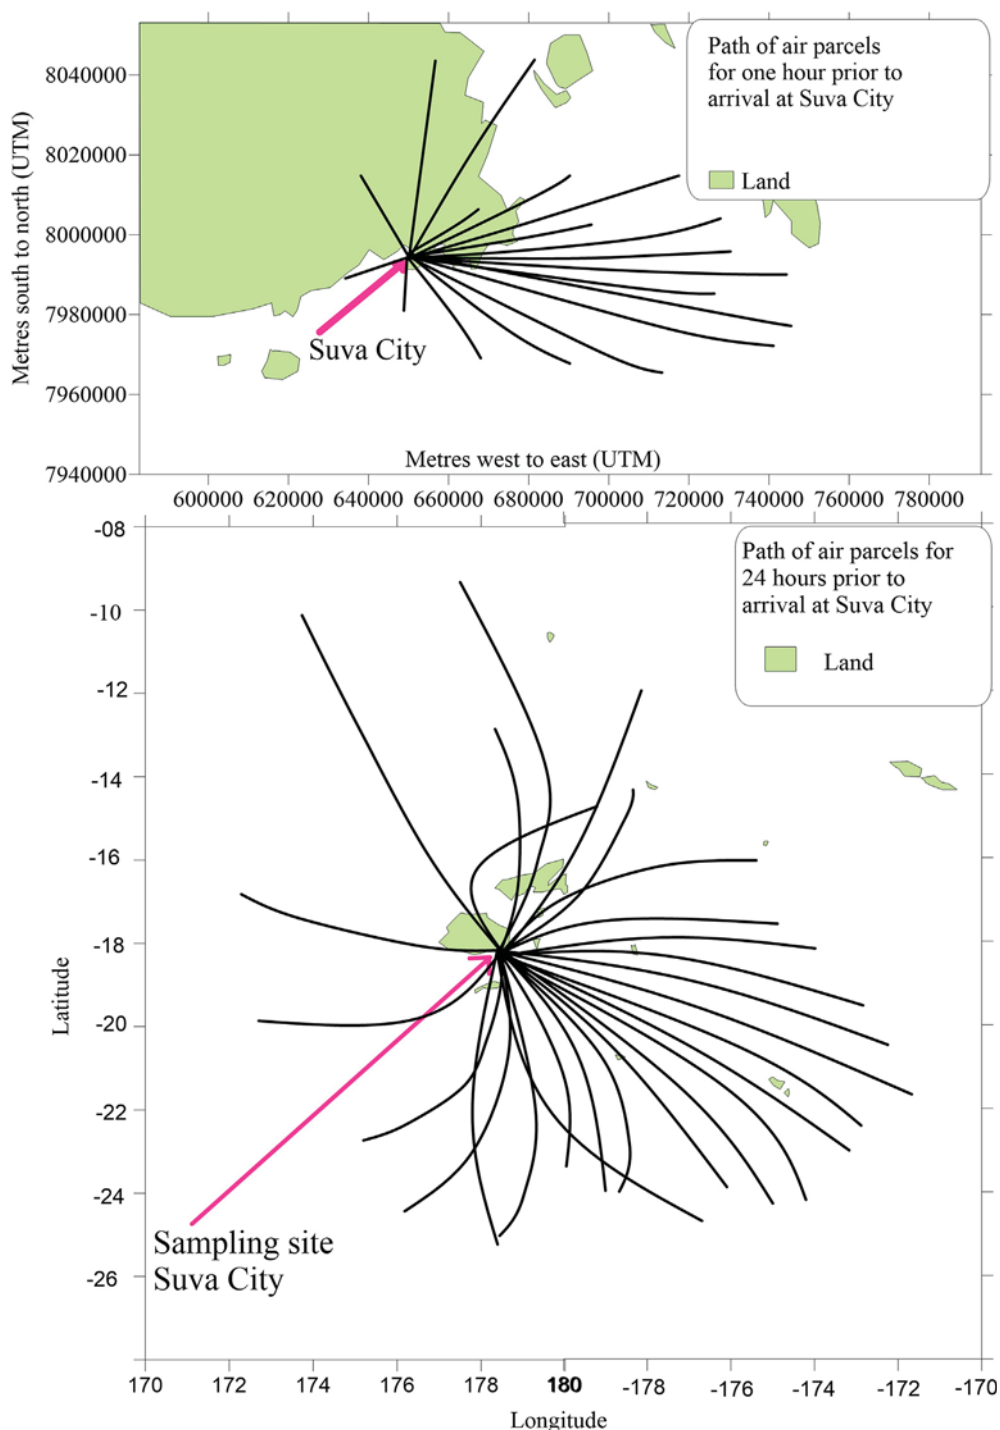 Path of air parcels
for one hour prior to
arrival at Suva City
Land
8040000
8020000
8000000
7980000
7960000
7940000
Metres south to north (UTM)
Suva City
Metres west to east (UTM)
600000 620000 640000 660000 680000 700000 720000 740000 760000 780000
Path of air parcels for
24 hours prior to
arrival at Suva City
Land
-08
-10
-12
-14
-16
-18
-20
-22
-24
-26
Latitude
Sampling site
Suva City
170 172 174 176 178 180 -178 -176 -174 -172 -170
Longitude